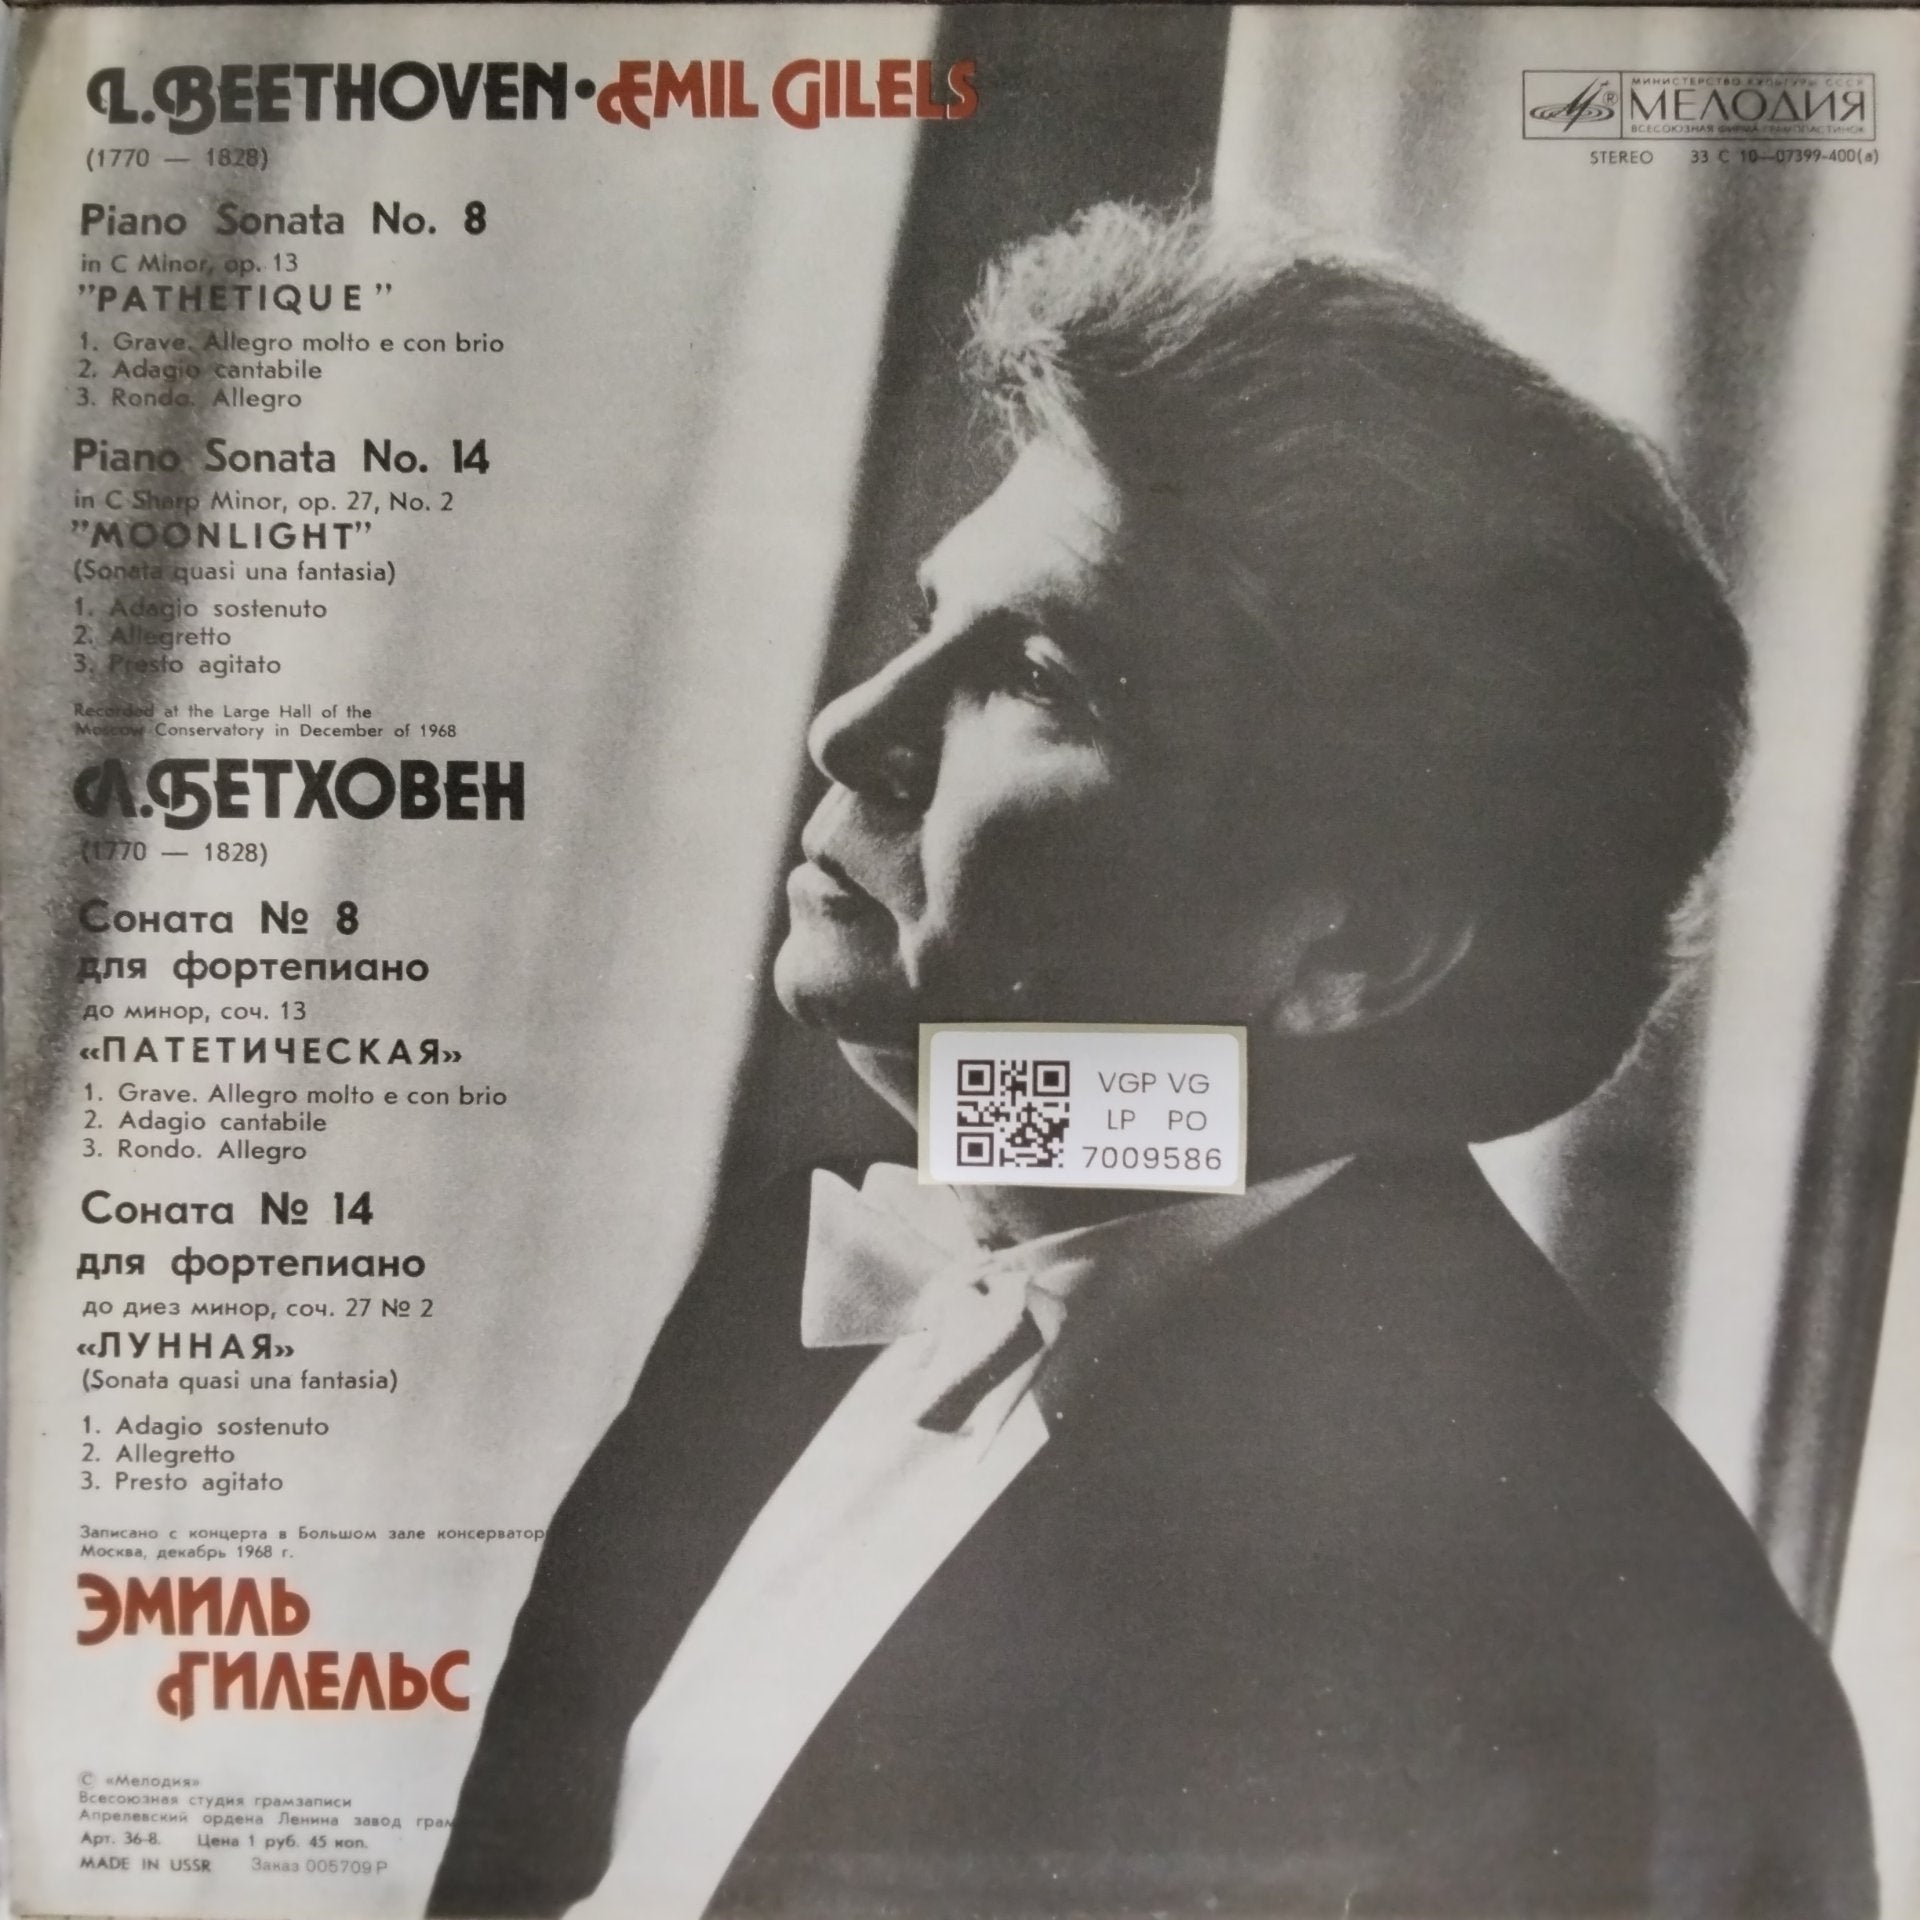 L. BEETHOVEN • EMIL GILELS
(1770 — 1828)
Piano Sonata No. 8
in C Minor, op. 13
"PATHETIQUE"
1. Grave. Allegro molto e con brio
2. Adagio cantabile
3. Rondo. Allegro
Piano Sonata No. 14
in C Sharp Minor, op. 27, No. 2
"MOONLIGHT"
(Sonata quasi una fantasia)
1. Adagio sostenuto
2. Allegretto
3. Presto agitato
Recorded at the Large Hall of the
Moscow Conservatory in December of 1968
Л. БЕТХОВЕН
(1770 — 1828)
Соната № 8
для фортепиано
до минор, соч. 13
«ПАТЕТИЧЕСКАЯ»
1. Grave. Allegro molto e con brio
2. Adagio cantabile
3. Rondo. Allegro
Соната № 14
для фортепиано
до диез минор, соч. 27 № 2
«ЛУННАЯ»
(Sonata quasi una fantasia)
1. Adagio sostenuto
2. Allegretto
3. Presto agitato
Записано с концерта в Большом зале консерватор
Москва, декабрь 1968 г.
ЭМИЛЬ
ГИЛЕЛЬС
© «Мелодия»
Всесоюзная студия грамзаписи
Апрелевский ордена Ленина завод грам
Арт. 36-8. Цена 1 руб. 45 коп.
MADE IN USSR Заказ 005709 Р
МИНИСТЕРСТВО КУЛЬТУРЫ СССР
МЕЛОДИЯ
ВСЕСОЮЗНАЯ ФИРМА ГРАМПЛАСТИНОК
STEREO 33 С 10—07399-400(а)
VGP VG
LP PO
7009586